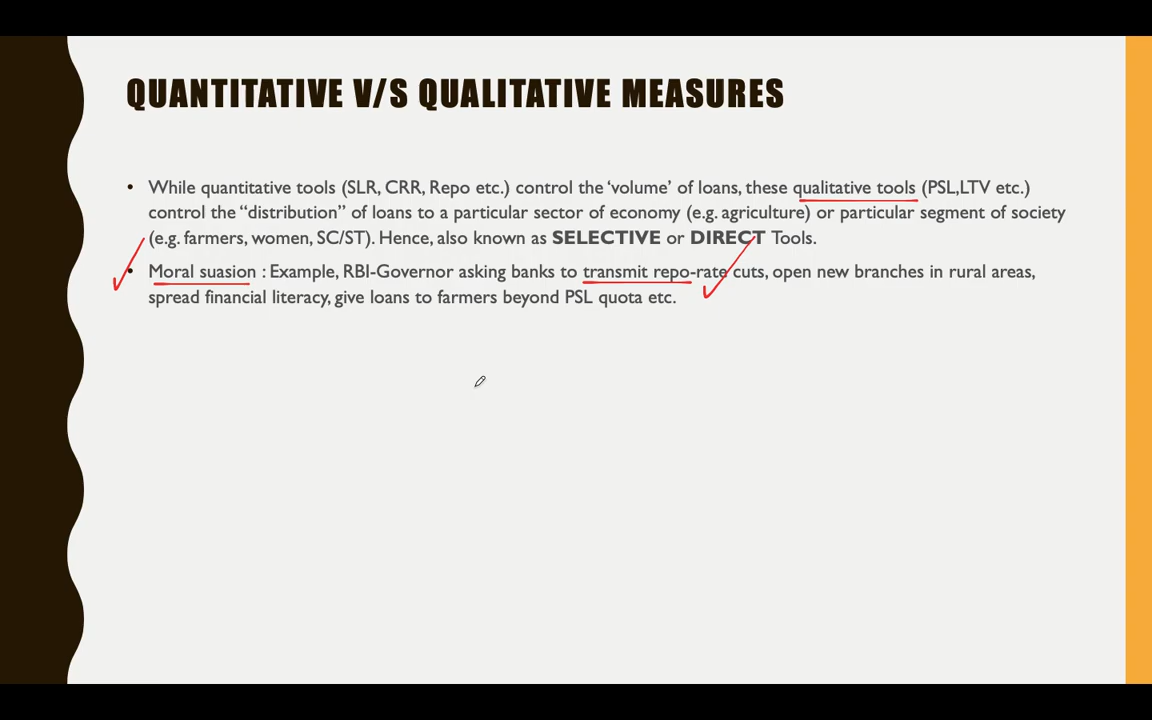 QUANTITATIVE V/S QUALITATIVE MEASURES
• While quantitative tools (SLR, CRR, Repo etc.) control the ‘volume’ of loans, these qualitative tools (PSL,LTV etc.)
control the “distribution” of loans to a particular sector of economy (e.g. agriculture) or particular segment of society
(e.g. farmers, women, SC/ST). Hence, also known as SELECTIVE or DIRECT Tools.
• Moral suasion : Example, RBI-Governor asking banks to transmit repo-rate cuts, open new branches in rural areas,
spread financial literacy, give loans to farmers beyond PSL quota etc.